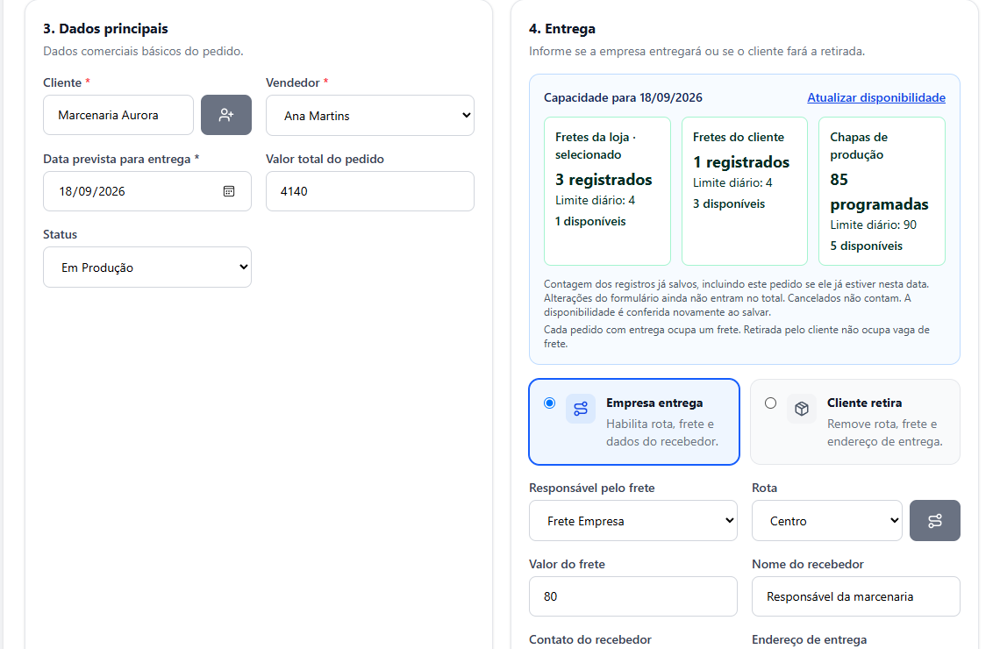 3. Dados principais
Dados comerciais básicos do pedido.
Cliente *
Marcenaria Aurora
Vendedor *
Ana Martins
Data prevista para entrega *
18/09/2026
Valor total do pedido
4140
Status
Em Produção
4. Entrega
Informe se a empresa entregará ou se o cliente fará a retirada.
Capacidade para 18/09/2026
Atualizar disponibilidade
Fretes da loja ·
selecionado
3 registrados
Limite diário: 4
1 disponíveis
Fretes do cliente
1 registrados
Limite diário: 4
3 disponíveis
Chapas de
produção
85
programadas
Limite diário: 90
5 disponíveis
Contagem dos registros já salvos, incluindo este pedido se ele já estiver nesta data.
Alterações do formulário ainda não entram no total. Cancelados não contam. A
disponibilidade é conferida novamente ao salvar.
Cada pedido com entrega ocupa um frete. Retirada pelo cliente não ocupa vaga de
frete.
Empresa entrega
Habilita rota, frete e
dados do recebedor.
Cliente retira
Remove rota, frete e
endereço de entrega.
Responsável pelo frete
Frete Empresa
Rota
Centro
Valor do frete
80
Nome do recebedor
Responsável da marcenaria
Contato do recebedor
Endereço de entrega